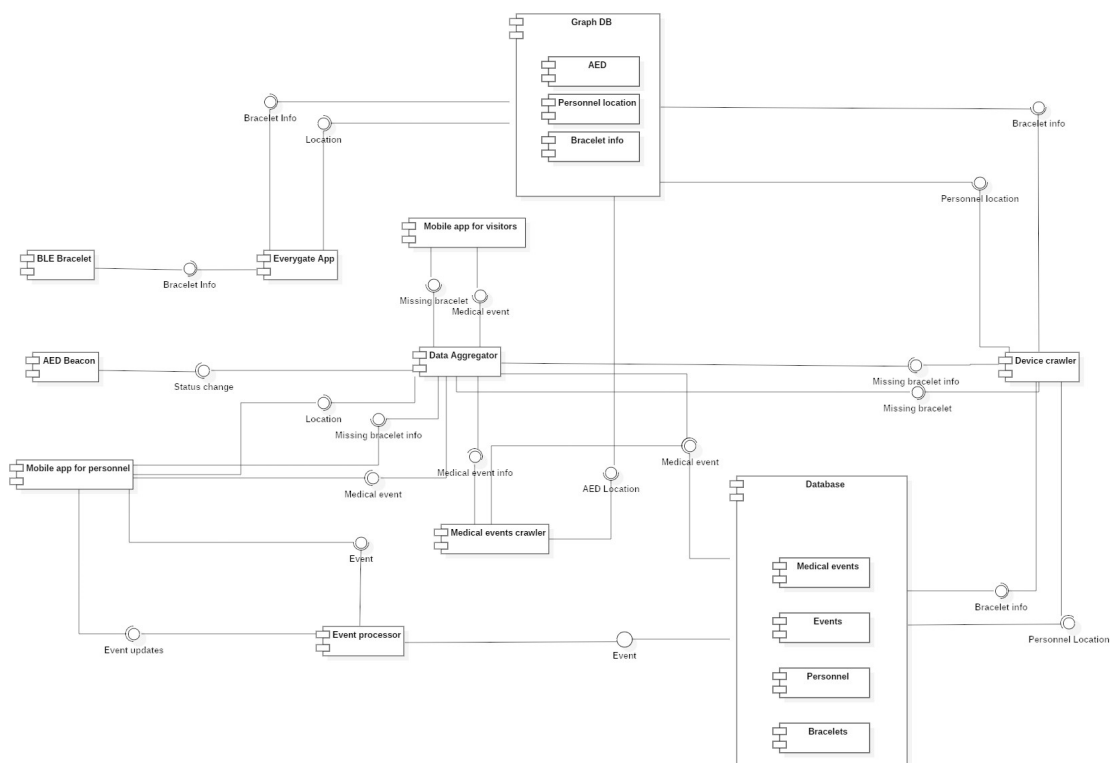 Graph DB
AED
Personnel location
Bracelet info
Bracelet Info
Location
Bracelet info
Personnel location
Mobile app for visitors
BLE Bracelet
Everygate App
Bracelet Info
Missing bracelet
Medical event
AED Beacon
Data Aggregator
Device crawler
Status change
Missing bracelet info
Missing bracelet
Location
Missing bracelet info
Mobile app for personnel
Medical event info
Medical event
Medical event
AED Location
Database
Medical events crawler
Event
Medical events
Bracelet info
Events
Event processor
Personnel Location
Event updates
Event
Personnel
Bracelets